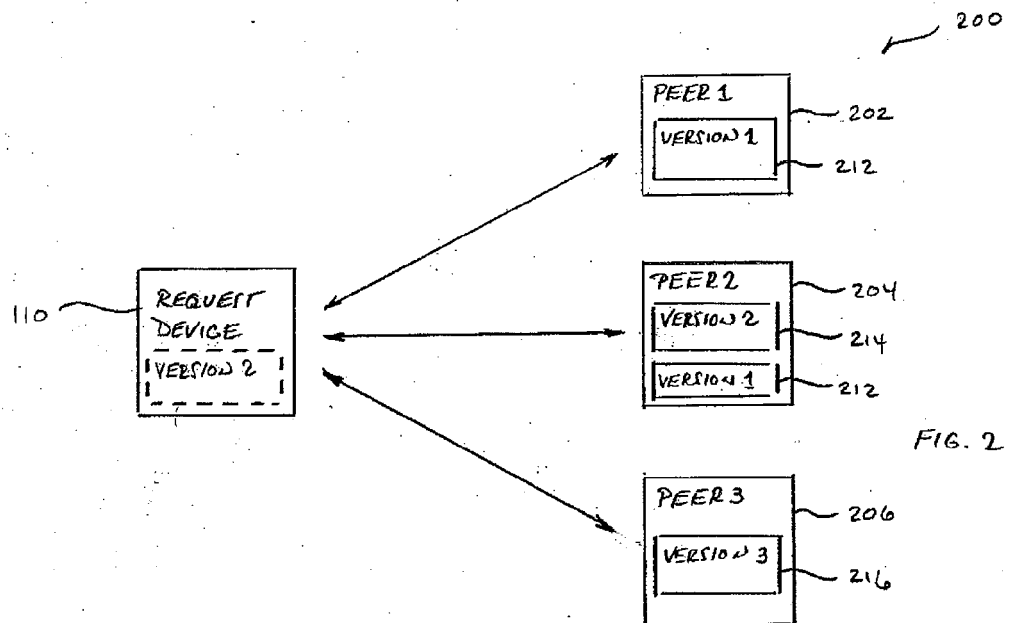 200
PEER 1
202
VERSION 1
212
PEER 2
204
VERSION 2
214
VERSION 1
212
110
REQUEST
DEVICE
VERSION 2
FIG. 2
PEER 3
206
VERSION 3
216